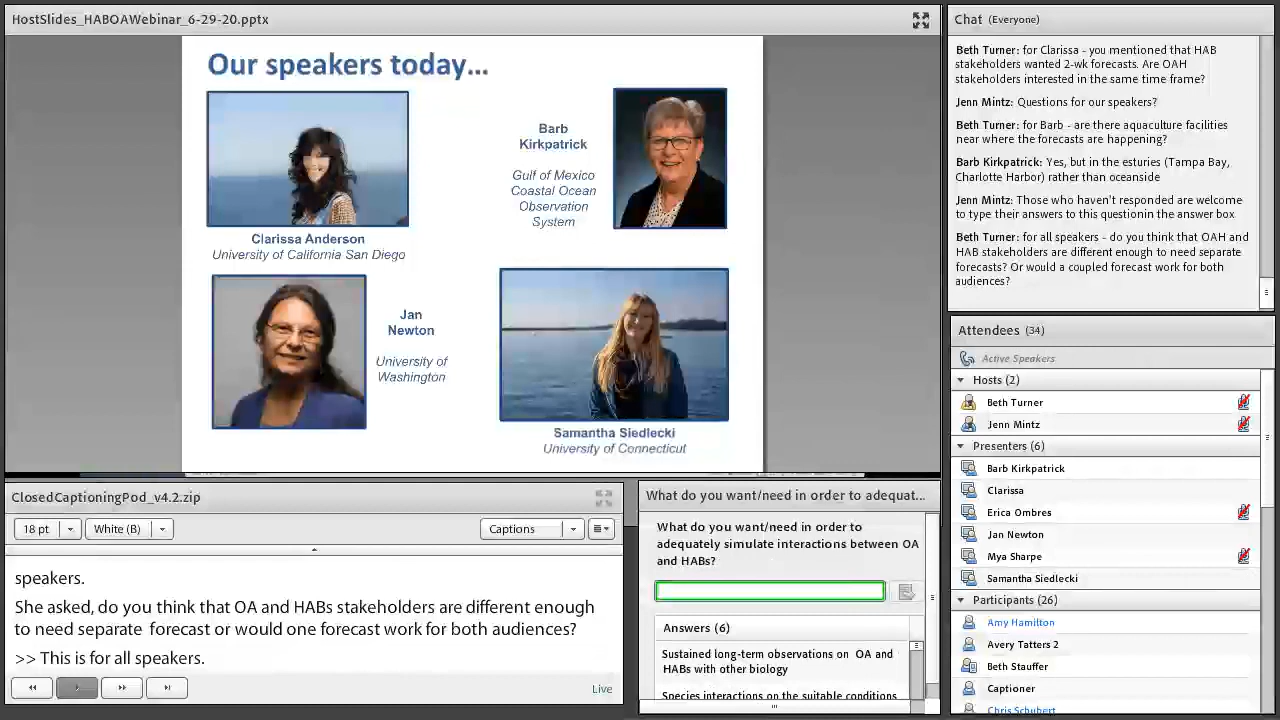 HostSlides_HABOAWebinar_6-29-20.pptx
Our speakers today...
Clarissa Anderson
University of California San Diego
Barb
Kirkpatrick
Gulf of Mexico
Coastal Ocean
Observation
System
Jan
Newton
University of
Washington
Samantha Siedlecki
University of Connecticut
ClosedCaptioningPod_v4.2.zip
18 pt
White (B)
Captions
speakers.
She asked, do you think that OA and HABs stakeholders are different enough
to need separate forecast or would one forecast work for both audiences?
>> This is for all speakers.
Live
What do you want/need in order to adequat...
What do you want/need in order to
adequately simulate interactions between OA
and HABs?
Answers (6)
Sustained long-term observations on OA and
HABs with other biology
Species interactions on the suitable conditions
Chat (Everyone)
Beth Turner: for Clarissa - you mentioned that HAB
stakeholders wanted 2-wk forecasts. Are OAH
stakeholders interested in the same time frame?
Jenn Mintz: Questions for our speakers?
Beth Turner: for Barb - are there aquaculture facilities
near where the forecasts are happening?
Barb Kirkpatrick: Yes, but in the esturies (Tampa Bay,
Charlotte Harbor) rather than oceanside
Jenn Mintz: Those who haven't responded are welcome
to type their answers to this questionin the answer box
Beth Turner: for all speakers - do you think that OAH and
HAB stakeholders are different enough to need separate
forecasts? Or would a coupled forecast work for both
audiences?
Attendees (34)
Active Speakers
Hosts (2)
Beth Turner
Jenn Mintz
Presenters (6)
Barb Kirkpatrick
Clarissa
Erica Ombres
Jan Newton
Mya Sharpe
Samantha Siedlecki
Participants (26)
Amy Hamilton
Avery Tatters 2
Beth Stauffer
Captioner
Chris Schubert